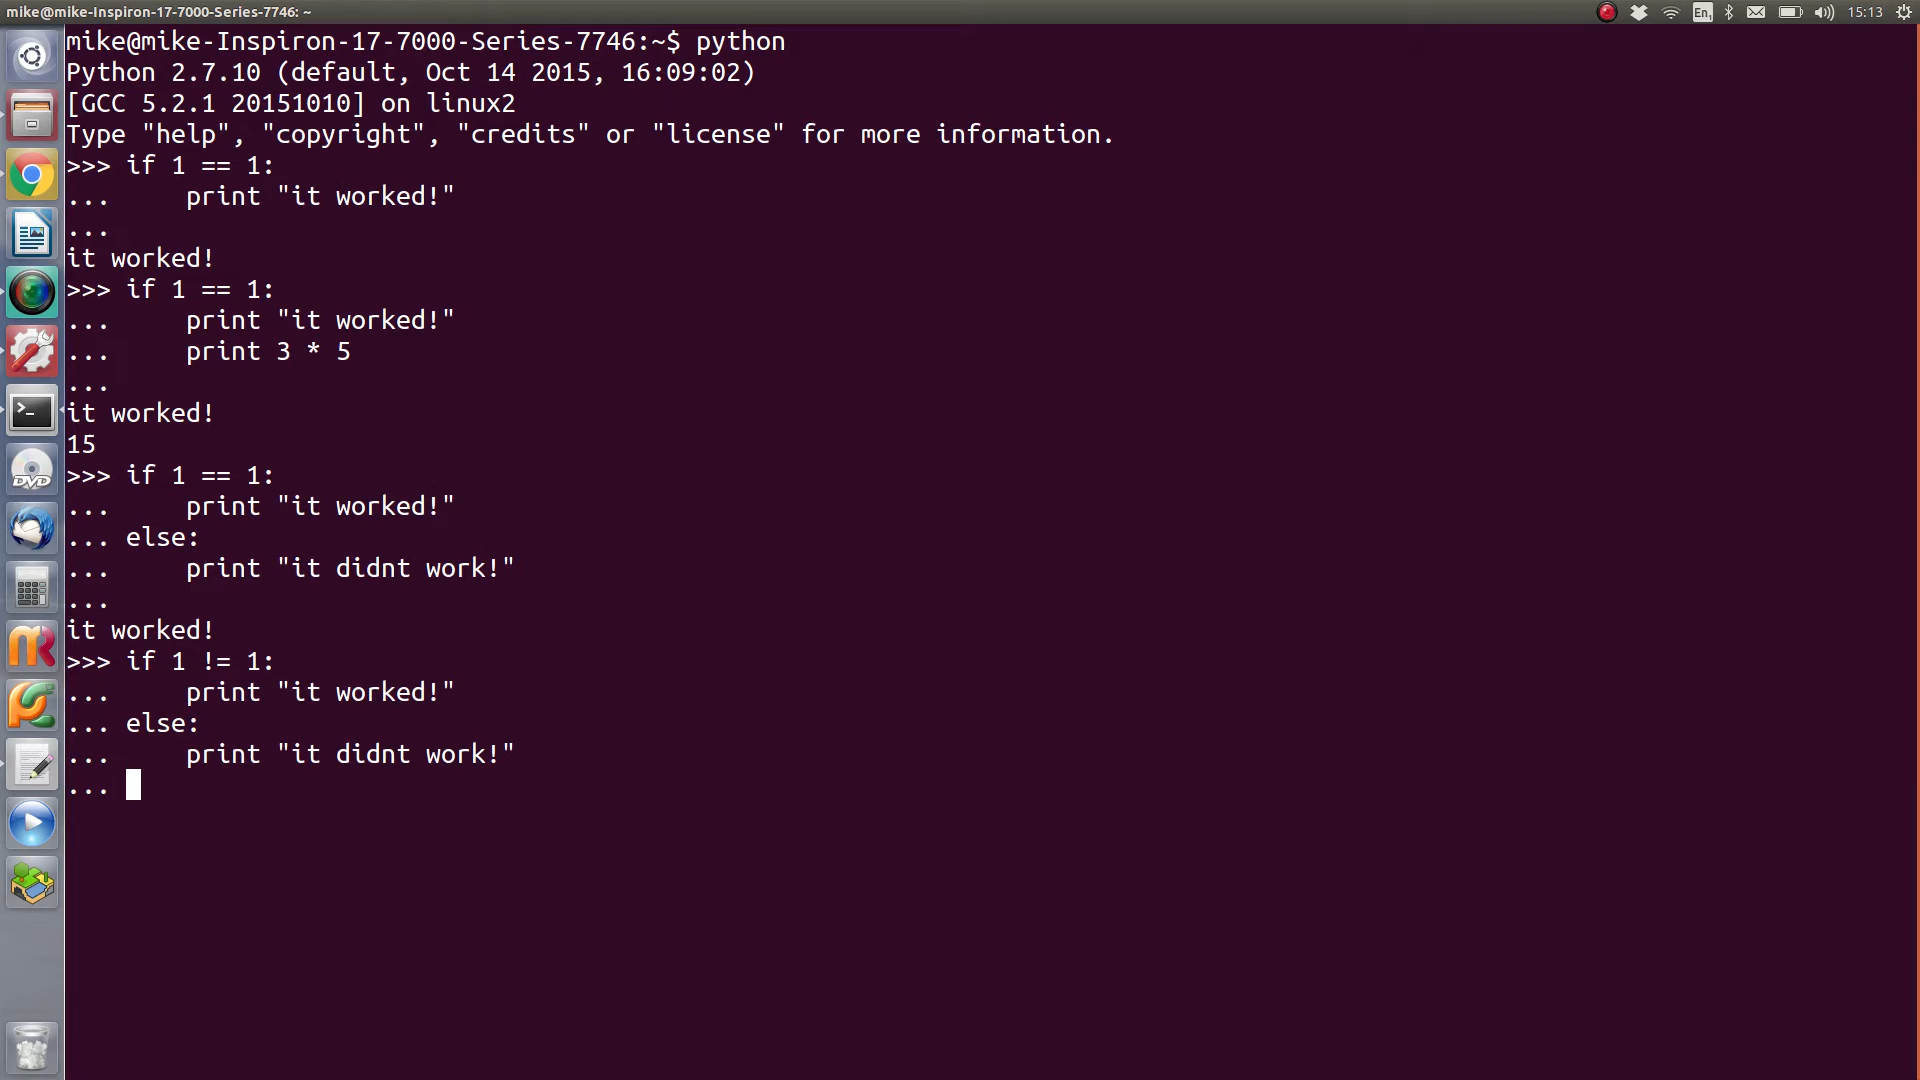 mike@mike-Inspiron-17-7000-Series-7746: ~
En1
15:13
mike@mike-Inspiron-17-7000-Series-7746:~$ python
Python 2.7.10 (default, Oct 14 2015, 16:09:02)
[GCC 5.2.1 20151010] on linux2
Type "help", "copyright", "credits" or "license" for more information.
>>> if 1 == 1:
...     print "it worked!"
...
it worked!
>>> if 1 == 1:
...     print "it worked!"
...     print 3 * 5
...
it worked!
15
>>> if 1 == 1:
...     print "it worked!"
... else:
...     print "it didnt work!"
...
it worked!
>>> if 1 != 1:
...     print "it worked!"
... else:
...     print "it didnt work!"
...
>_
DVD